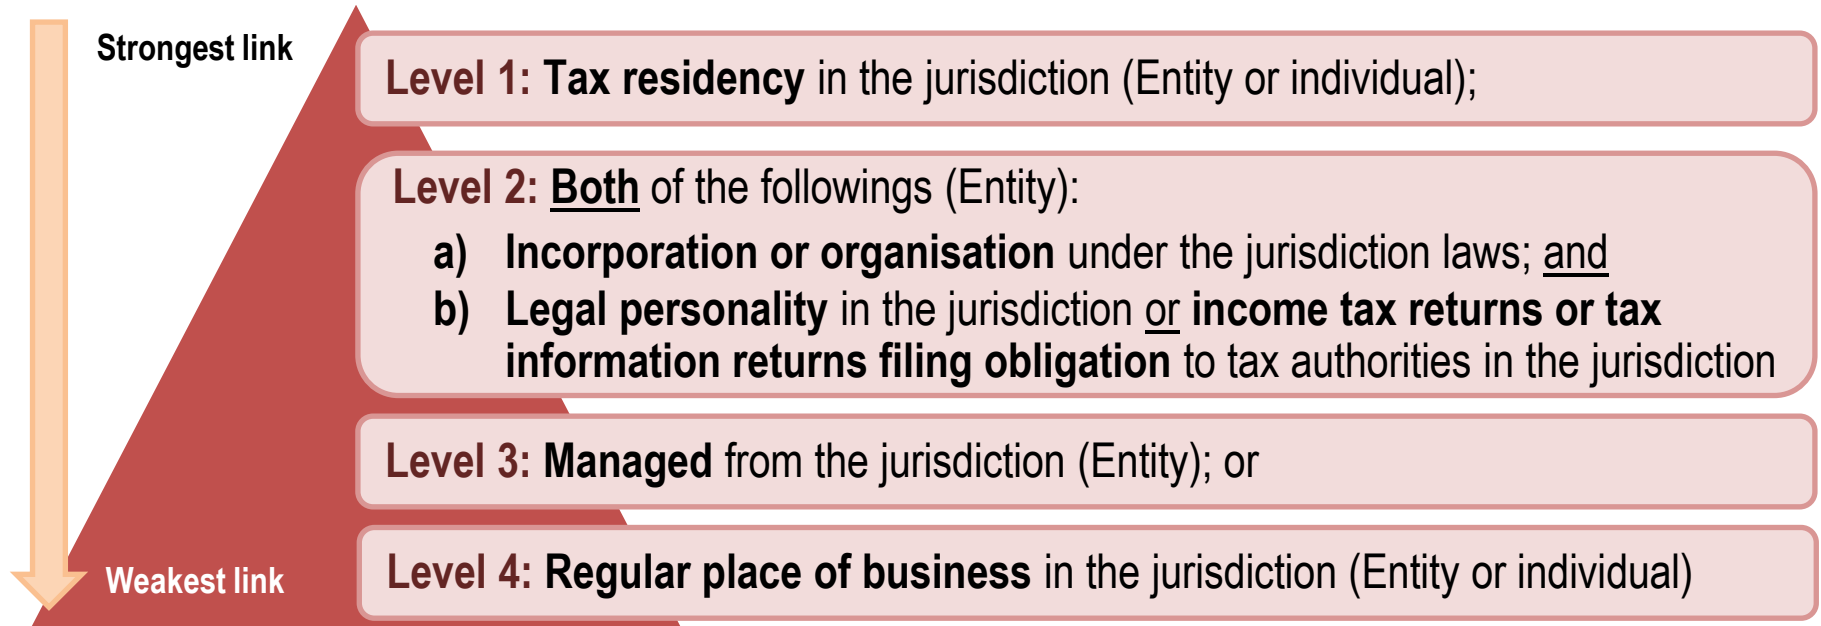 Strongest link
Level 1: Tax residency in the jurisdiction (Entity or individual);
Level 2: Both of the followings (Entity):
a) Incorporation or organisation under the jurisdiction laws; and
b) Legal personality in the jurisdiction or income tax returns or tax
information returns filing obligation to tax authorities in the jurisdiction
Level 3: Managed from the jurisdiction (Entity); or
Level 4: Regular place of business in the jurisdiction (Entity or individual)
Weakest link